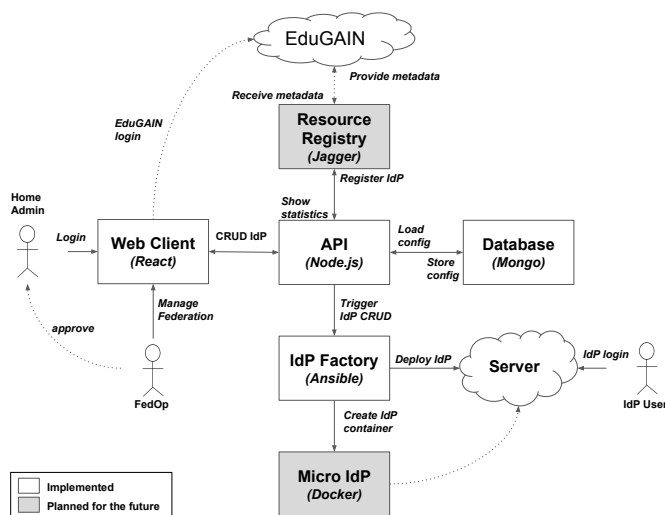 EduGAIN
Provide metadata
Receive metadata
EduGAIN
login
Resource
Registry
(Jagger)
Register IdP
Show
statistics
Home
Admin
Login
Web Client
(React)
CRUD IdP
API
(Node.js)
Load
config
Store
config
Database
(Mongo)
Manage
Federation
approve
FedOp
Trigger
IdP CRUD
IdP Factory
(Ansible)
Deploy IdP
Server
IdP login
IdP User
Create IdP
container
Micro IdP
(Docker)
Implemented
Planned for the future